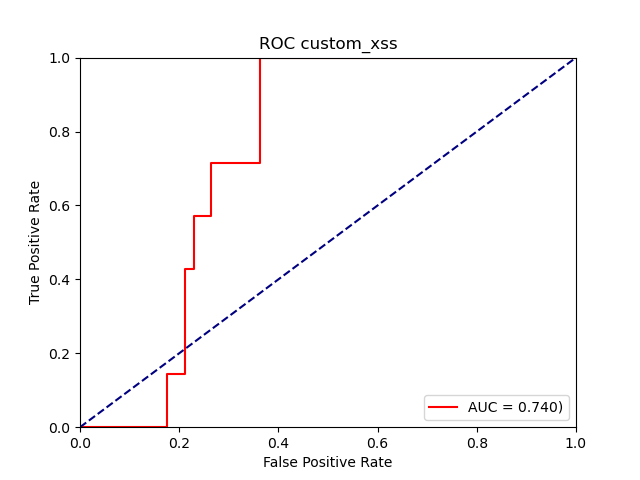 ROC custom_xss
1.0
0.8
0.6
0.4
0.2
0.0
True Positive Rate
AUC = 0.740)
0.0 0.2 0.4 0.6 0.8 1.0
False Positive Rate